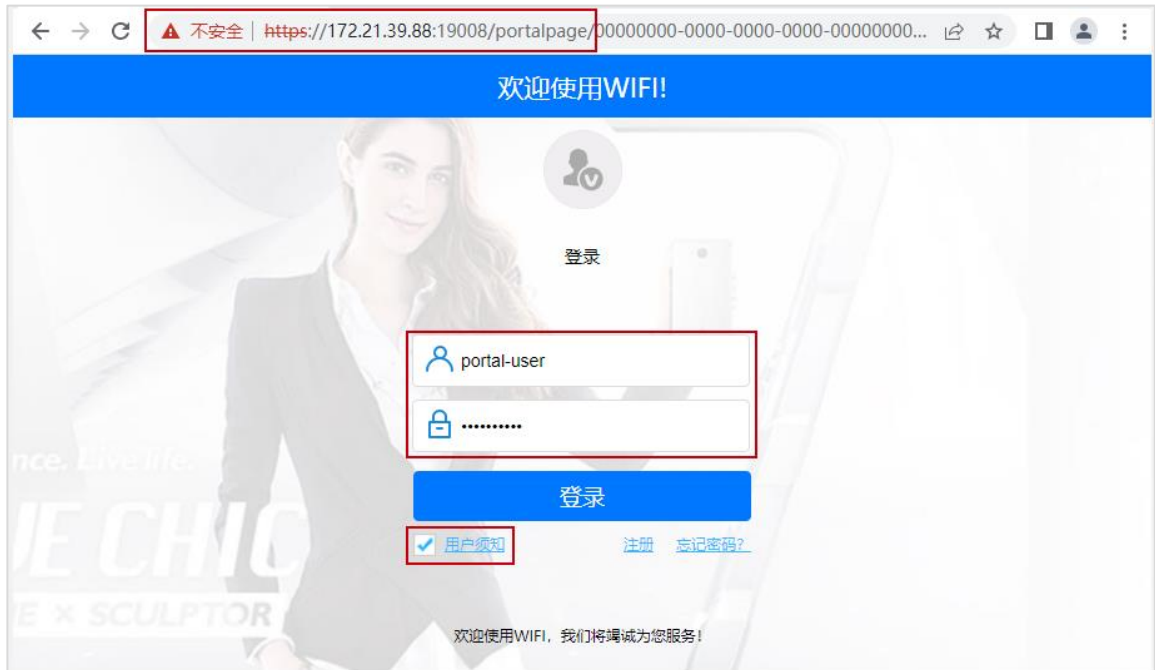 不安全 | https://172.21.39.88:19008/portalpage/00000000-0000-0000-0000-00000000...
欢迎使用WIFI!
登录
portal-user
••••••••••
nce. Live life.
UE CHIC
E × SCULPTOR
登录
用户须知 注册 忘记密码?
欢迎使用WIFI，我们将竭诚为您服务!